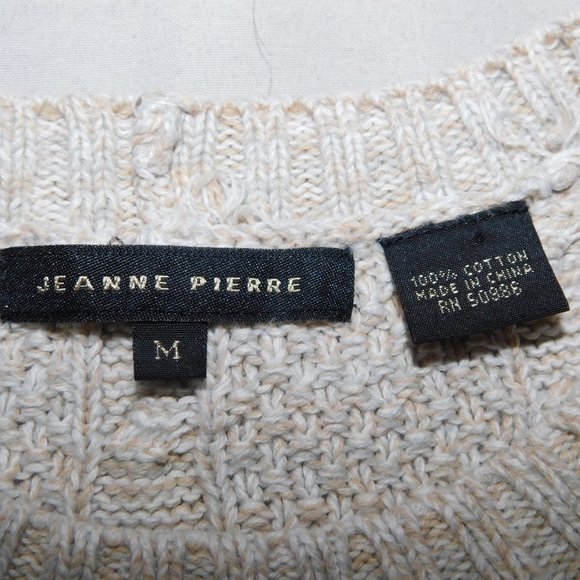 JEANNE PIERRE
M
100% COTTON
MADE IN CHINA
RN 50886